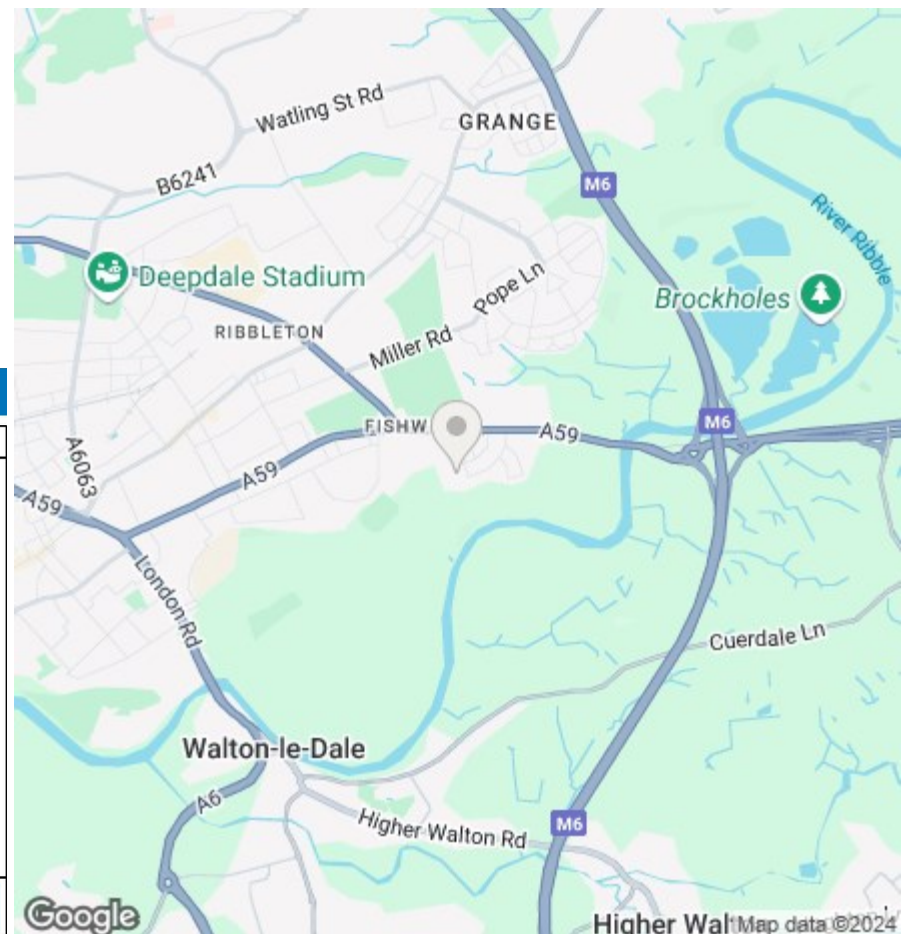 Watling St Rd
GRANGE
B6241
M6
River Ribble
Deepdale Stadium
Pope Ln
Brockholes
RIBBLETON
Miller Rd
FISHW
A59
M6
A6063
A59
A59
London Rd
Cuerdale Ln
Walton-le-Dale
A6
Higher Walton Rd
M6
Google
Higher Wal
Map data ©2024